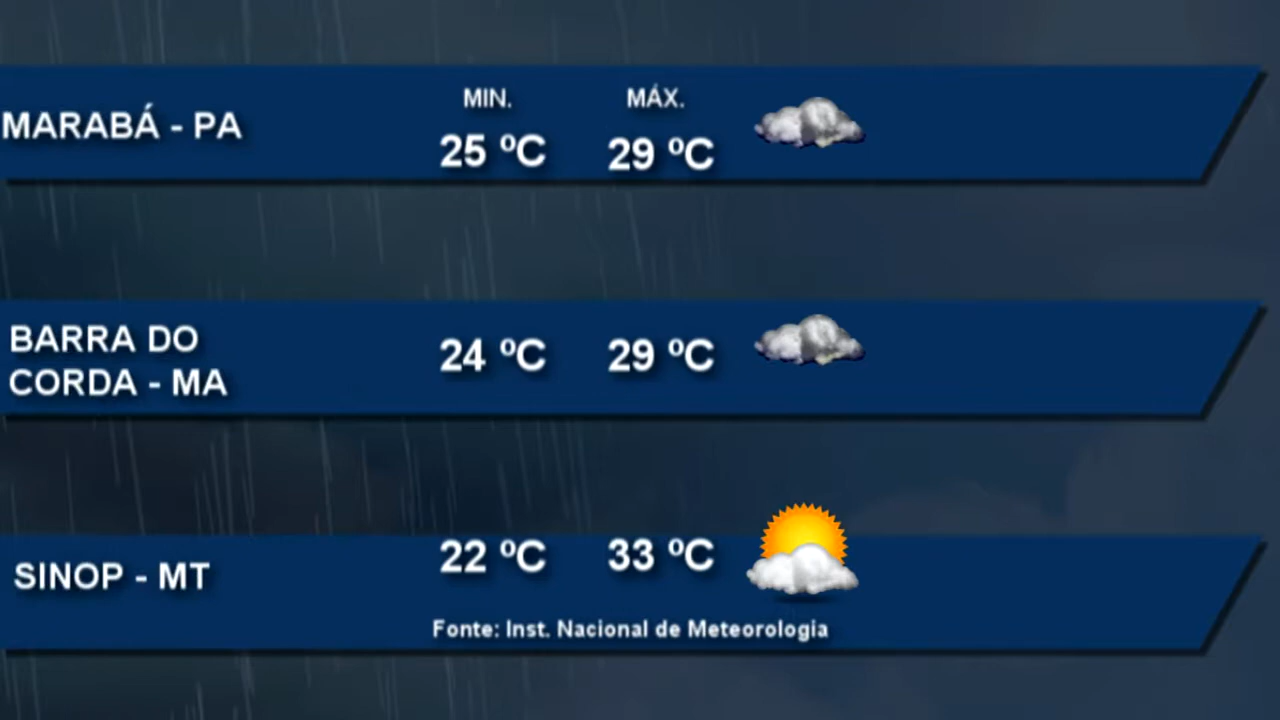 MIN. MÁX.
MARABÁ - PA 25 ºC 29 ºC
BARRA DO
CORDA - MA 24 ºC 29 ºC
SINOP - MT 22 ºC 33 ºC
Fonte: Inst. Nacional de Meteorologia